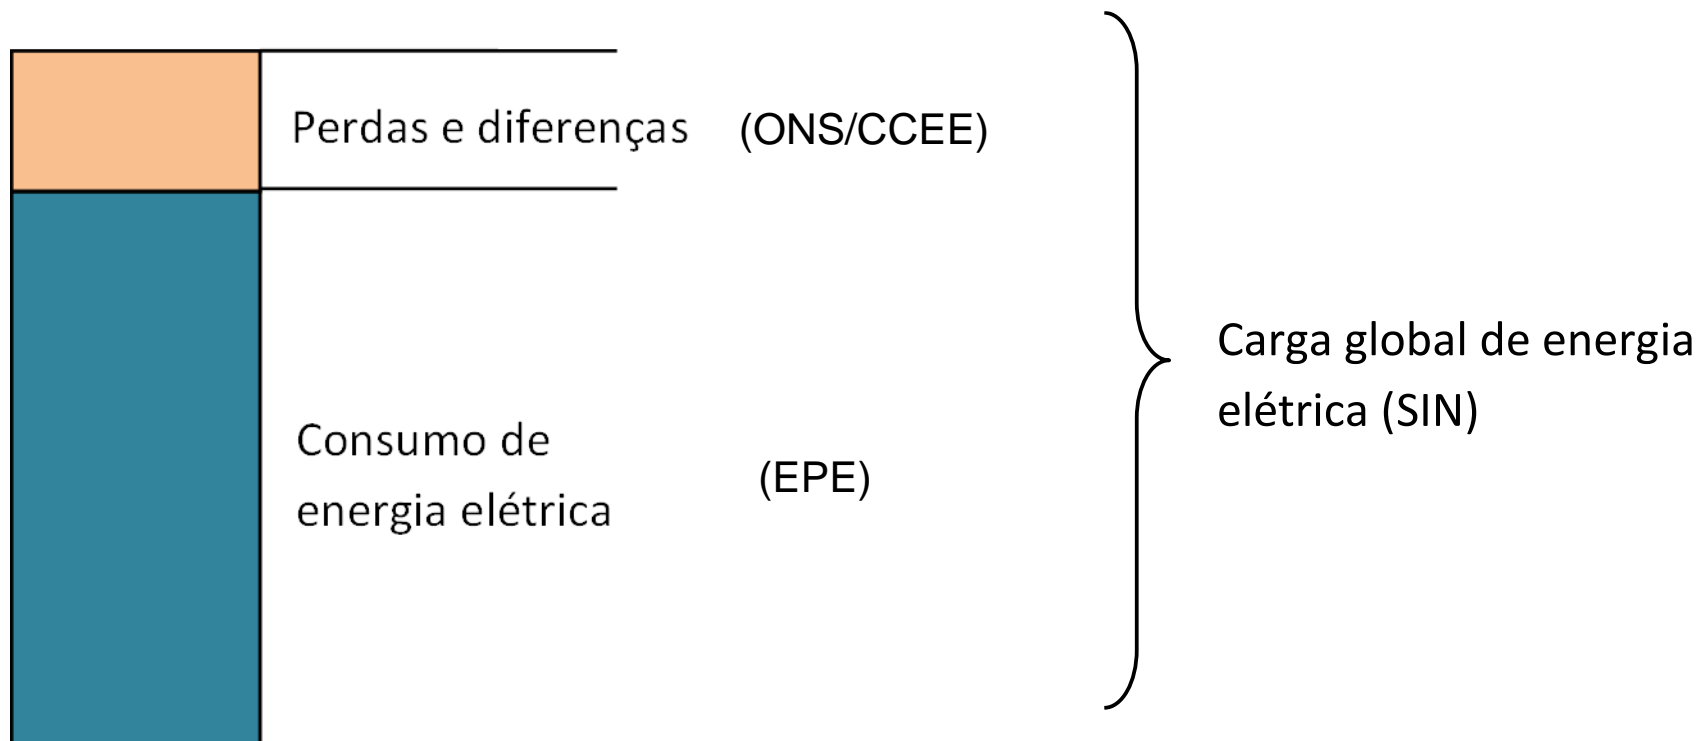 Perdas e diferenças (ONS/CCEE)
Consumo de
energia elétrica
(EPE)
Carga global de energia
elétrica (SIN)